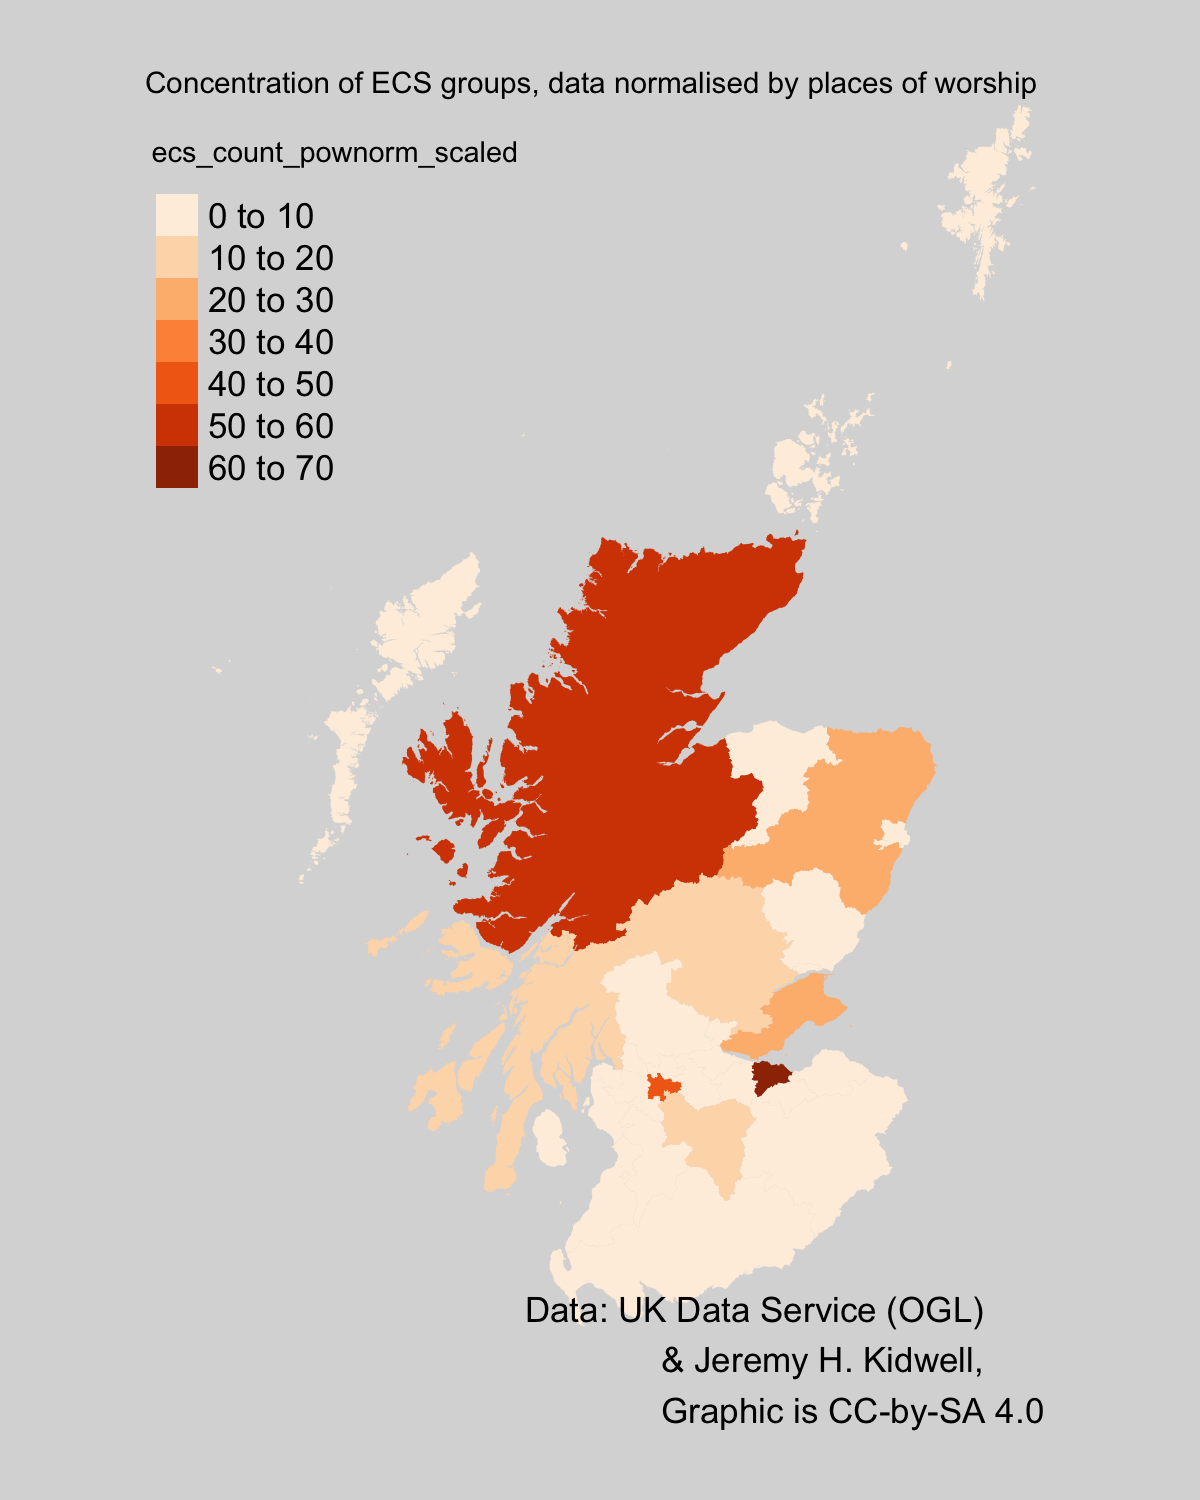 Concentration of ECS groups, data normalised by places of worship
ecs_count_pownorm_scaled
0 to 10
10 to 20
20 to 30
30 to 40
40 to 50
50 to 60
60 to 70
Data: UK Data Service (OGL)
& Jeremy H. Kidwell,
Graphic is CC-by-SA 4.0